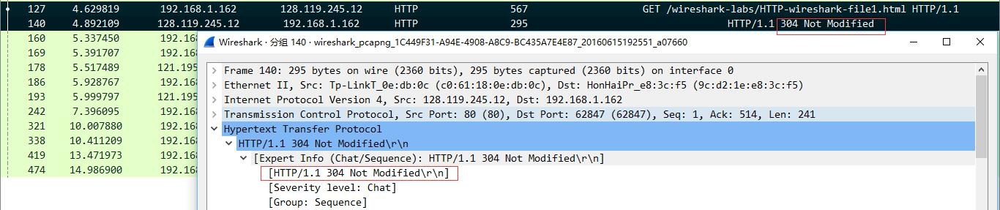 127 4.629819 192.168.1.162 128.119.245.12 HTTP 567 GET /wireshark-labs/HTTP-wireshark-file1.html HTTP/1.1
140 4.892109 128.119.245.12 192.168.1.162 HTTP 295 HTTP/1.1 304 Not Modified
160 5.337450 192.168
169 5.391707 192.168
178 5.517489 121.195
186 5.928767 192.168
193 5.999797 121.195
242 7.396095 192.168
321 10.007880 192.168
338 10.411209 192.168
419 13.471973 192.168
474 14.986900 192.168
Wireshark · 分组 140 · wireshark_pcapng_1C449F31-A94E-4908-A8C9-BC435A7E4E87_20160615192551_a07660
Frame 140: 295 bytes on wire (2360 bits), 295 bytes captured (2360 bits) on interface 0
Ethernet II, Src: Tp-LinkT_0e:db:0c (c0:61:18:0e:db:0c), Dst: HonHaiPr_e8:3c:f5 (9c:d2:1e:e8:3c:f5)
Internet Protocol Version 4, Src: 128.119.245.12, Dst: 192.168.1.162
Transmission Control Protocol, Src Port: 80 (80), Dst Port: 62847 (62847), Seq: 1, Ack: 514, Len: 241
Hypertext Transfer Protocol
HTTP/1.1 304 Not Modified\r\n
[Expert Info (Chat/Sequence): HTTP/1.1 304 Not Modified\r\n]
[HTTP/1.1 304 Not Modified\r\n]
[Severity level: Chat]
[Group: Sequence]